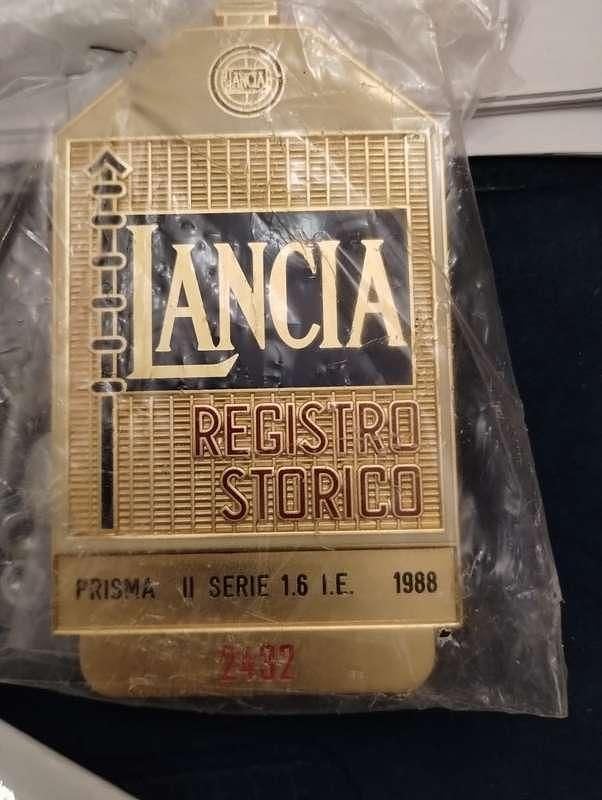 LANCIA
LANCIA
REGISTRO
STORICO
PRISMA II SERIE 1.6 I.E. 1988
2432